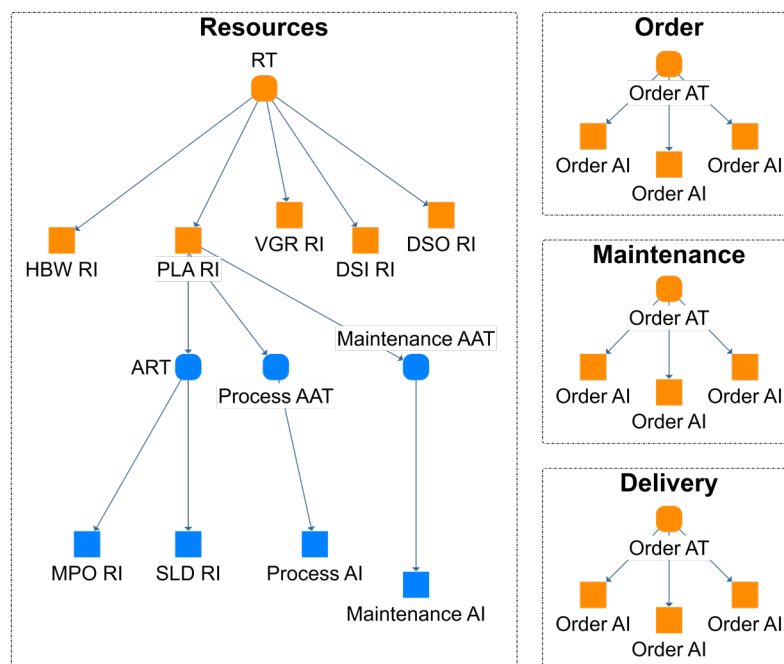 Resources
RT
HBW RI
PLA RI
VGR RI
DSI RI
DSO RI
ART
Process AAT
Maintenance AAT
MPO RI
SLD RI
Process AI
Maintenance AI
Order
Order AT
Order AI
Order AI
Order AI
Maintenance
Order AT
Order AI
Order AI
Order AI
Delivery
Order AT
Order AI
Order AI
Order AI